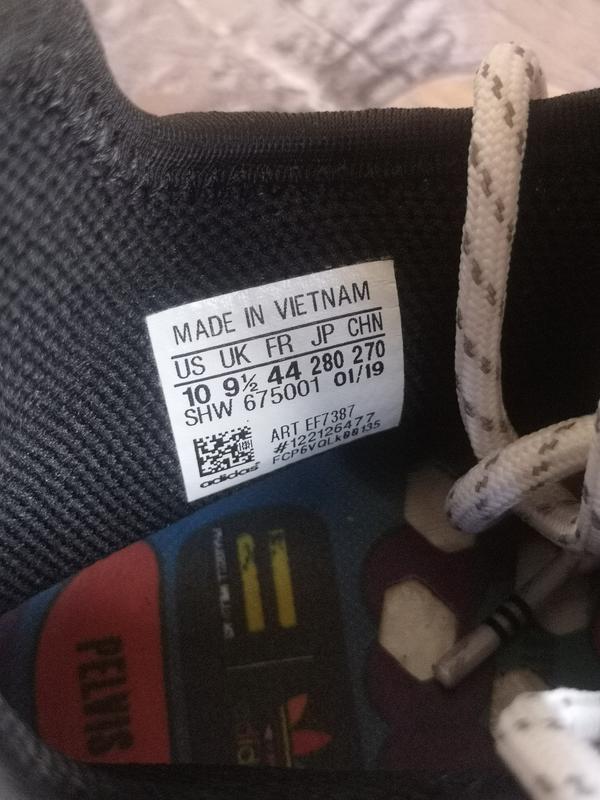 MADE IN VIETNAM
US UK FR JP CHN
10 9½ 44 280 270
SHW 675001 01/19
ART EF7387
#122126477
adidas
PELVIS